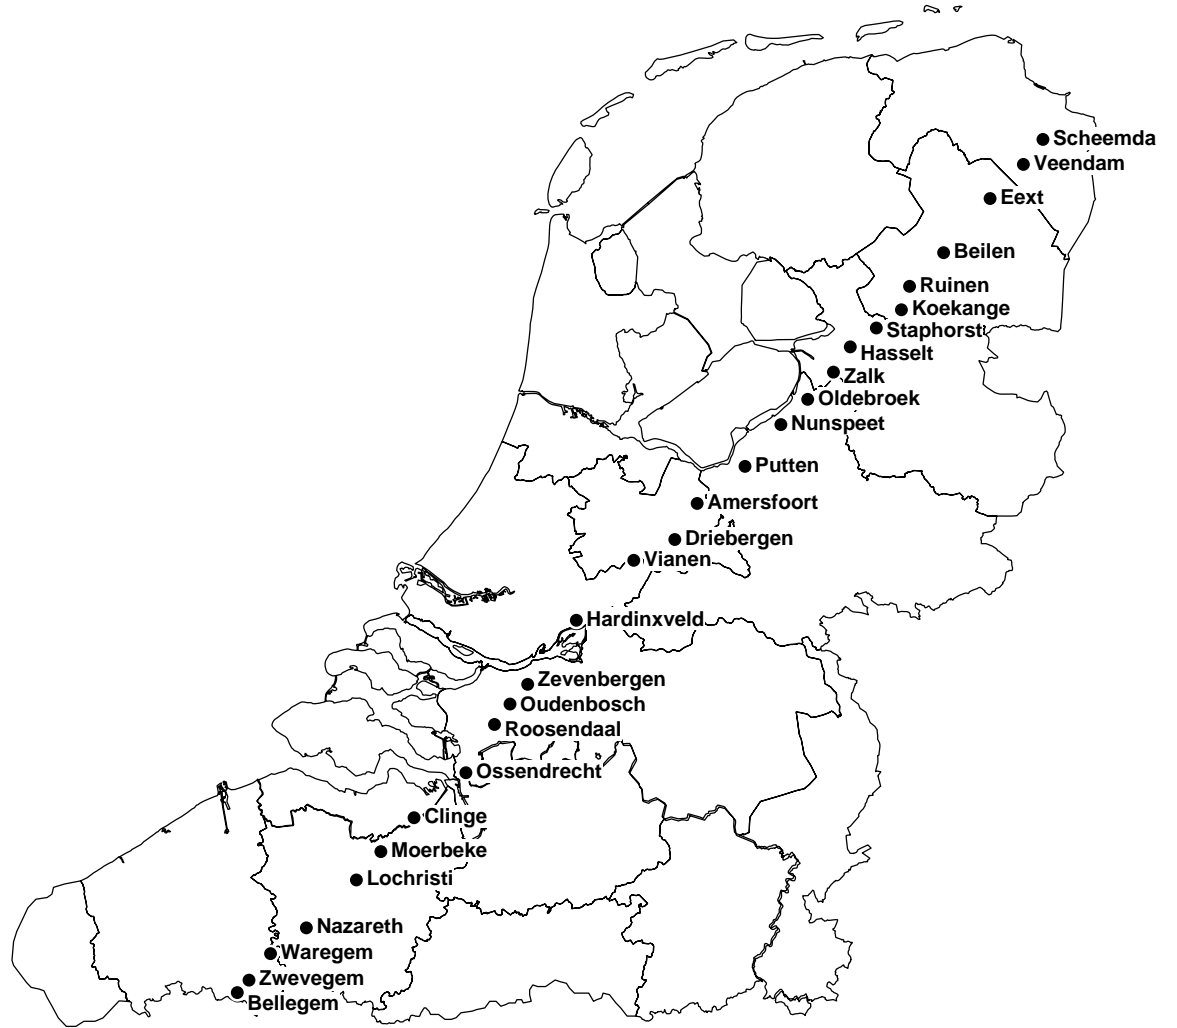 Scheemda
Veendam
Eext
Beilen
Ruinen
Koekange
Staphorst
Hasselt
Zalk
Oldebroek
Nunspeet
Putten
Amersfoort
Driebergen
Vianen
Hardinxveld
Zevenbergen
Oudenbosch
Roosendaal
Ossendrecht
Clinge
Moerbeke
Lochristi
Nazareth
Waregem
Zwevegem
Bellegem